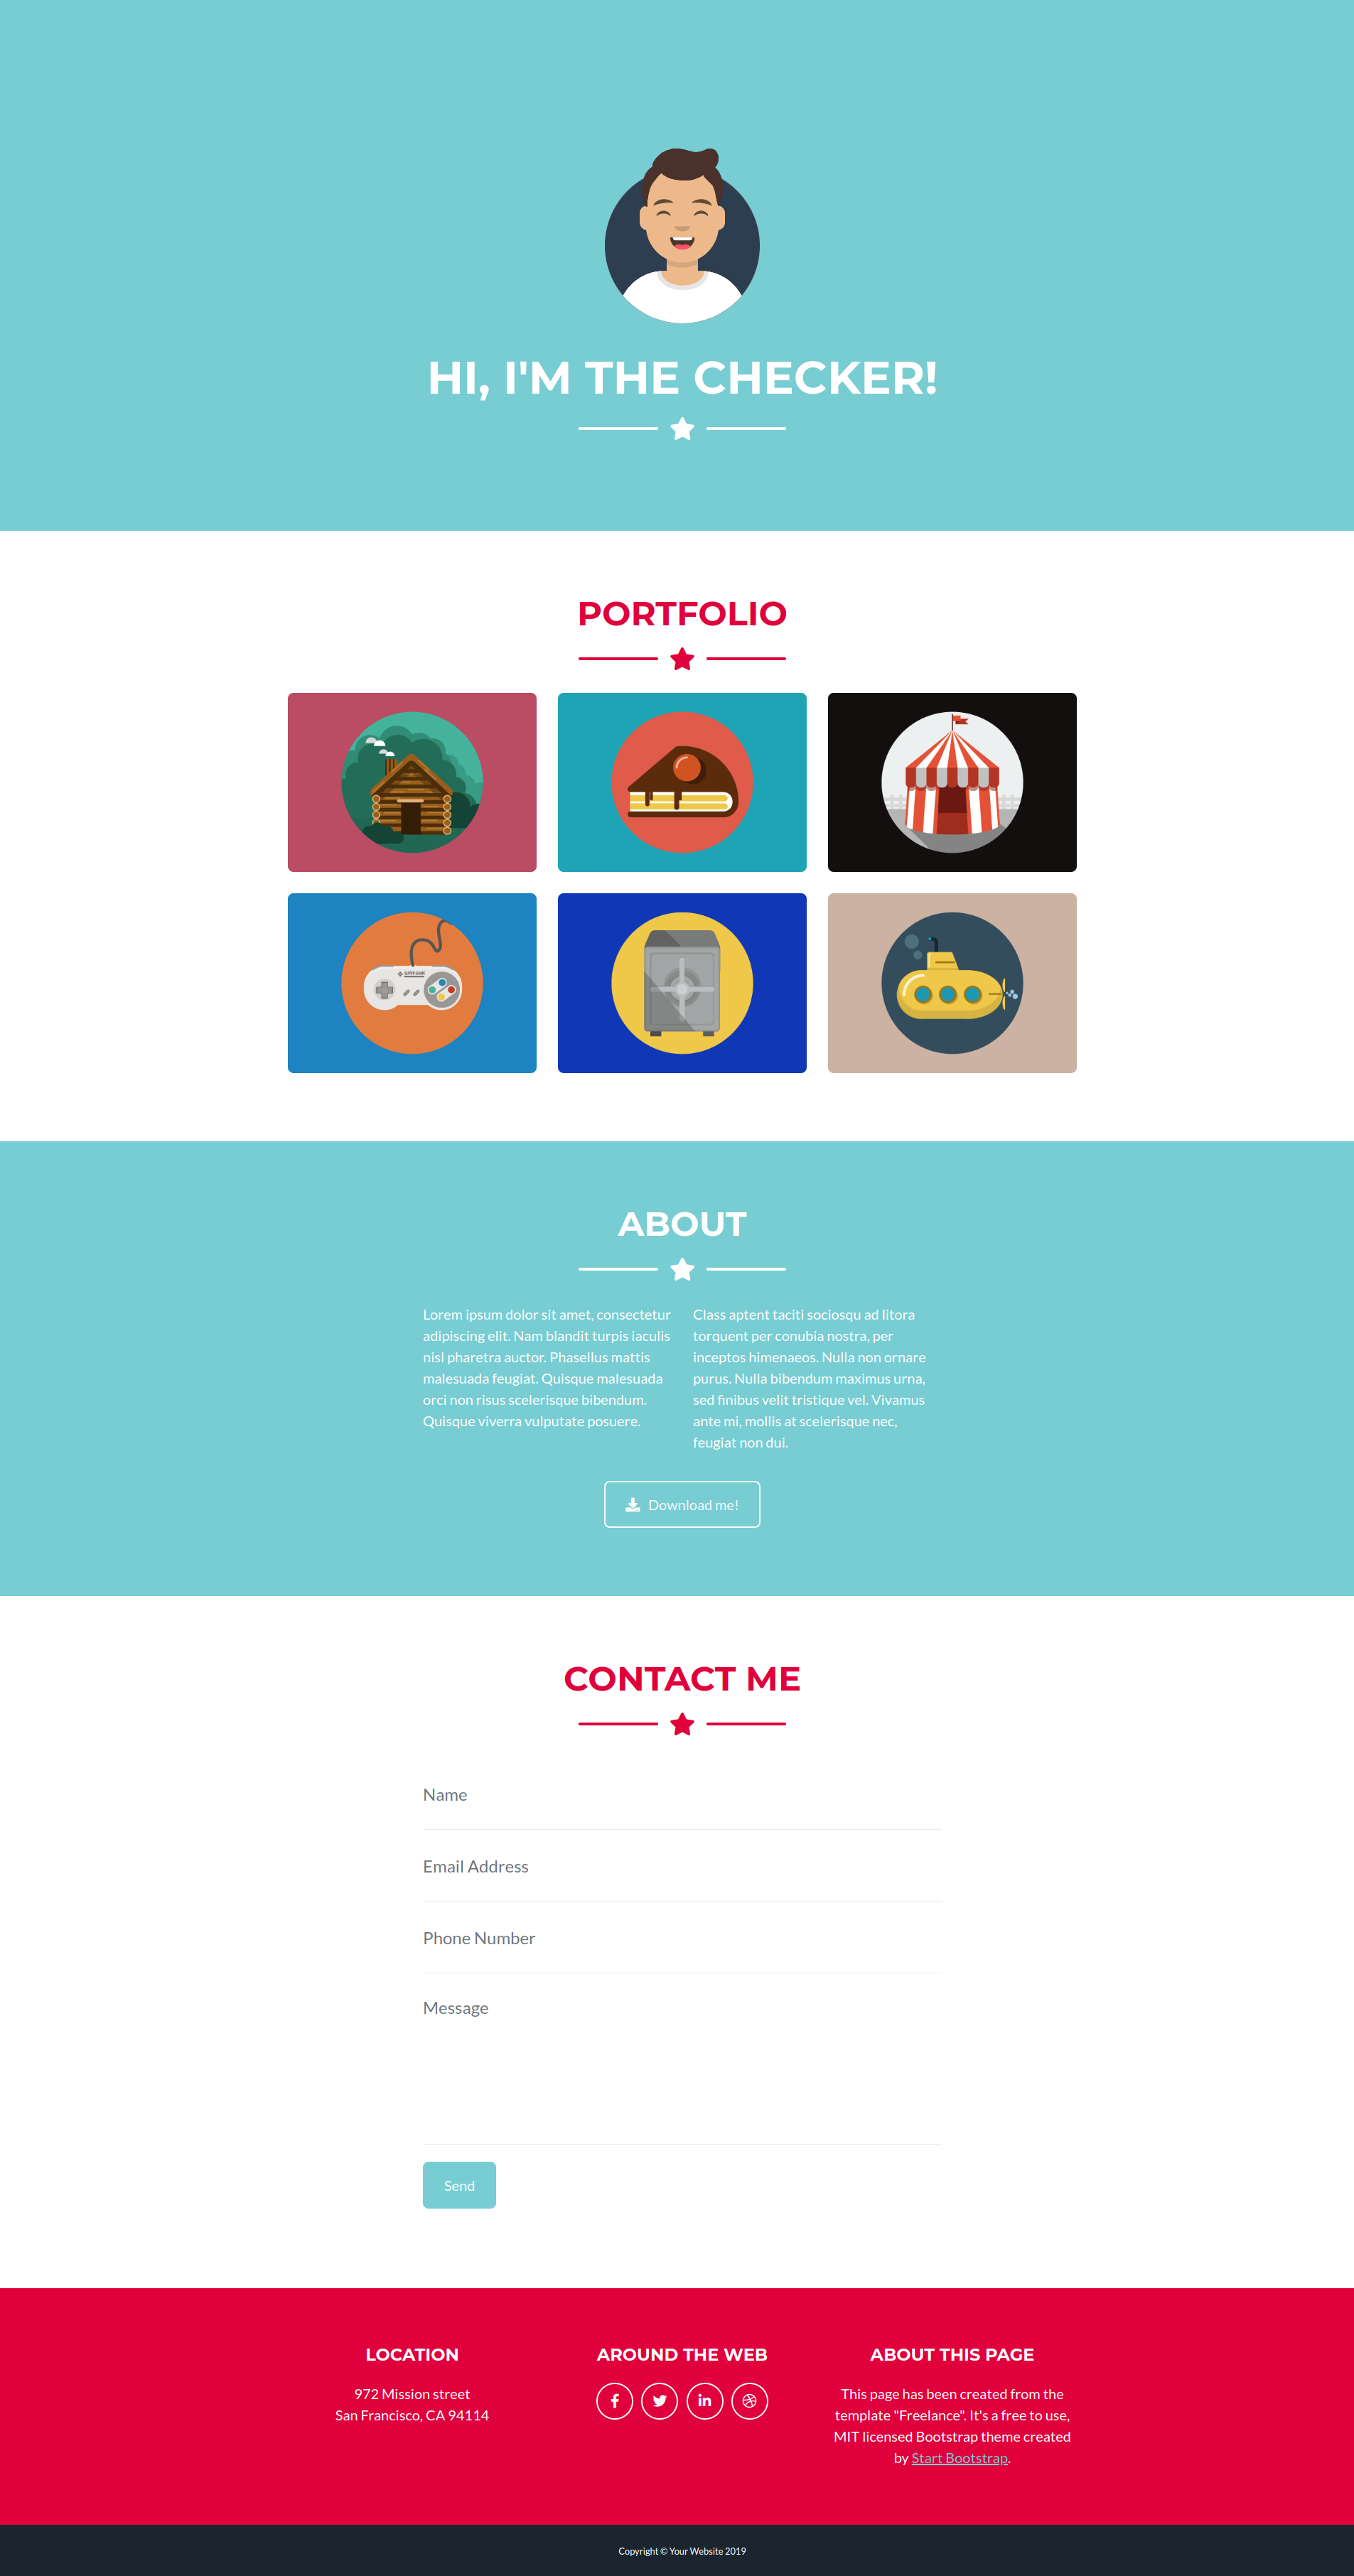 HI, I'M THE CHECKER!
PORTFOLIO
SUPER GAME
ABOUT
Lorem ipsum dolor sit amet, consectetur
adipiscing elit. Nam blandit turpis iaculis
nisl pharetra auctor. Phasellus mattis
malesuada feugiat. Quisque malesuada
orci non risus scelerisque bibendum.
Quisque viverra vulputate posuere.
Class aptent taciti sociosqu ad litora
torquent per conubia nostra, per
inceptos himenaeos. Nulla non ornare
purus. Nulla bibendum maximus urna,
sed finibus velit tristique vel. Vivamus
ante mi, mollis at scelerisque nec,
feugiat non dui.
Download me!
CONTACT ME
Name
Email Address
Phone Number
Message
Send
LOCATION
972 Mission street
San Francisco, CA 94114
AROUND THE WEB
ABOUT THIS PAGE
This page has been created from the
template "Freelance". It's a free to use,
MIT licensed Bootstrap theme created
by Start Bootstrap.
Copyright © Your Website 2019